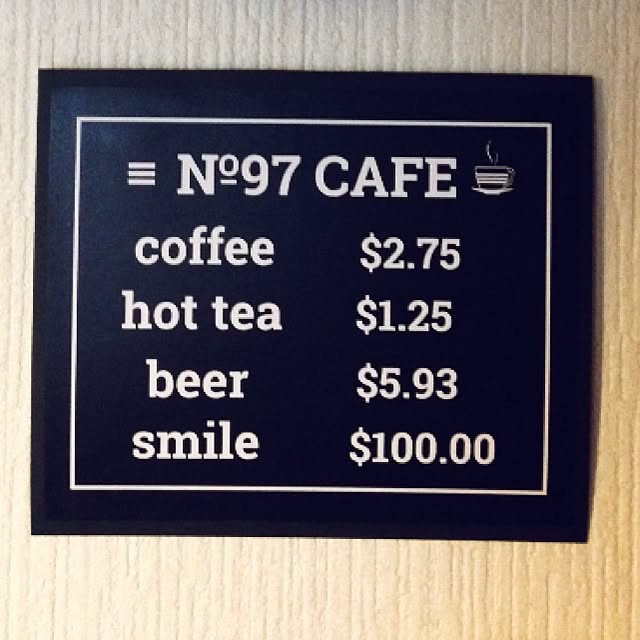 ≡ Nº97 CAFE
coffee $2.75
hot tea $1.25
beer $5.93
smile $100.00